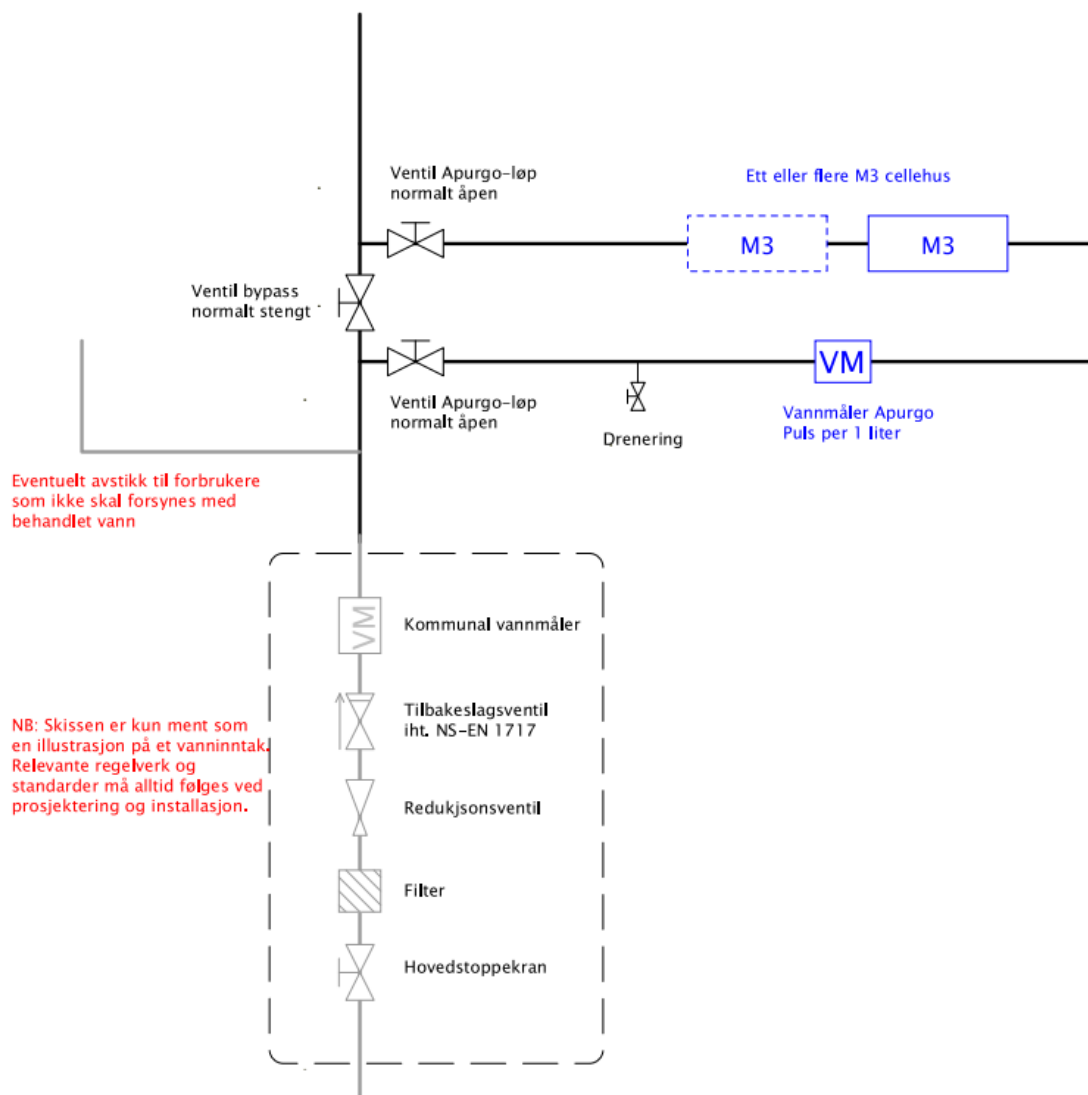 Ventil Apurgo-løp
normalt åpen
Ett eller flere M3 cellehus
M3
M3
Ventil bypass
normalt stengt
VM
Ventil Apurgo-løp
normalt åpen
Drenering
Vannmåler Apurgo
Puls per 1 liter
Eventuelt avstikk til forbrukere
som ikke skal forsynes med
behandlet vann
VM
Kommunal vannmåler
Tilbakeslagsventil
iht. NS-EN 1717
NB: Skissen er kun ment som
en illustrasjon på et vanninntak.
Relevante regelverk og
standarder må alltid følges ved
prosjektering og installasjon.
Redukjsonsventil
Filter
Hovedstoppekran